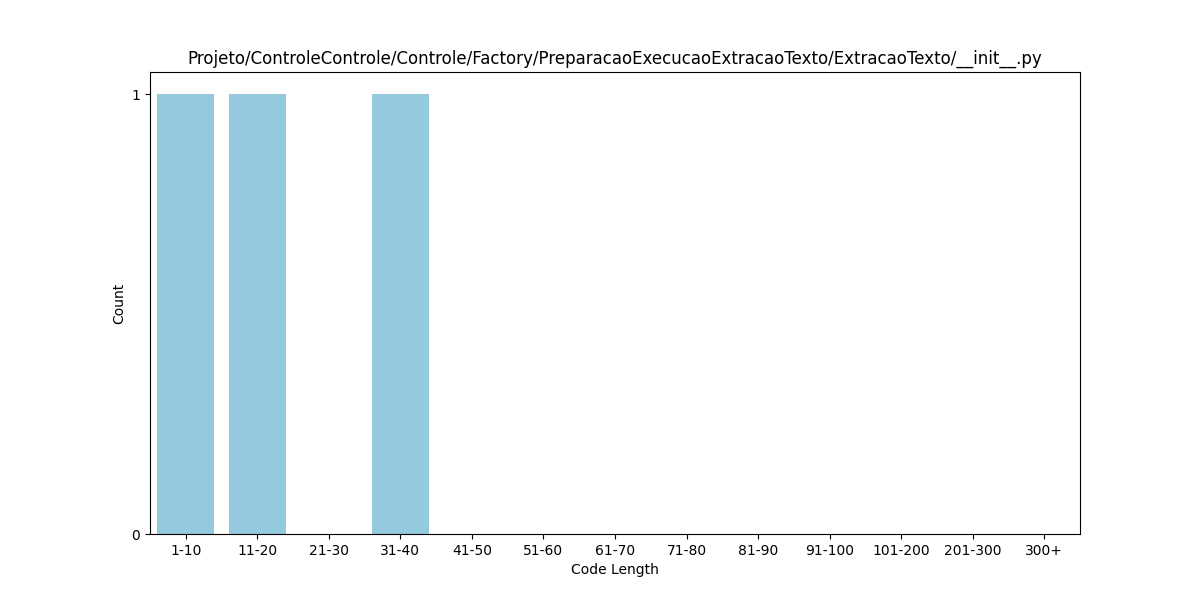 Projeto/ControleControle/Controle/Factory/PreparacaoExecucaoExtracaoTexto/ExtracaoTexto/__init__.py
1
Count
0
1-10 11-20 21-30 31-40 41-50 51-60 61-70 71-80 81-90 91-100 101-200 201-300 300+
Code Length